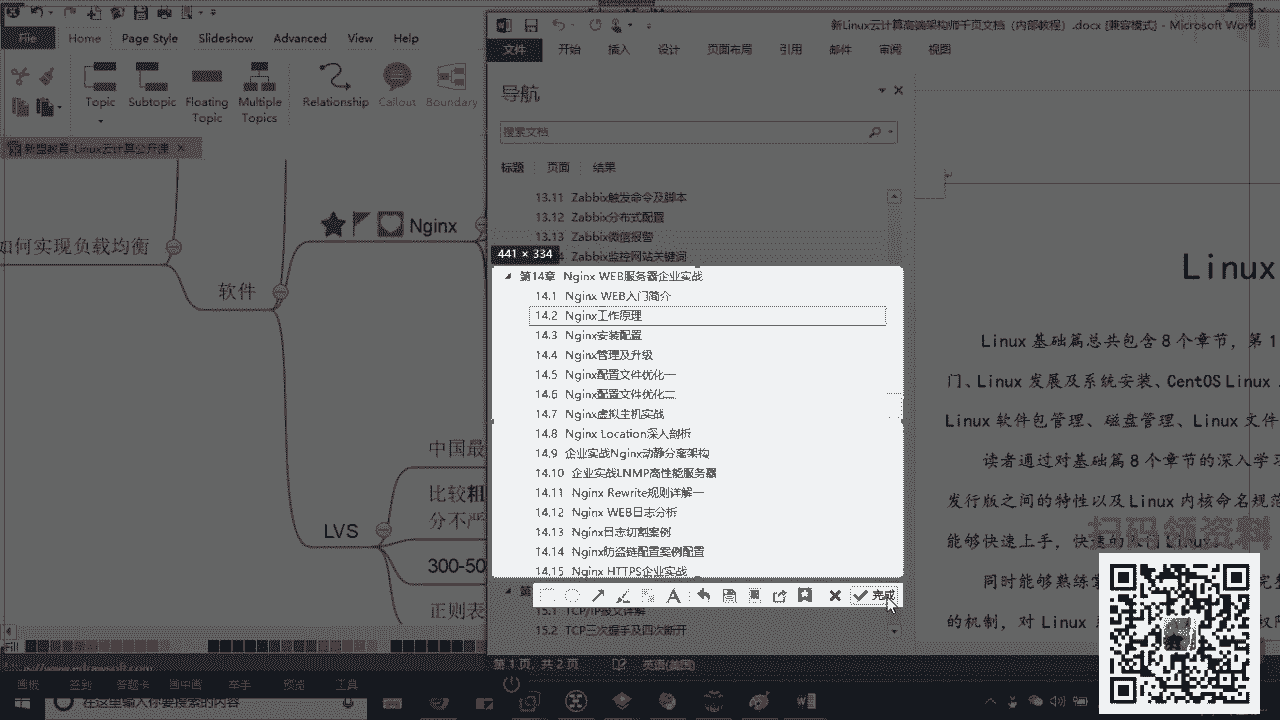 File
Home
Page Style
Slideshow
Advanced
View
Help
Topic
Subtopic
Floating
Topic
Multiple
Topics
Relationship
Callout
Boundary
新盟教育-Linux云计算公开课
如何实现负载均衡
软件
Nginx
LVS
中国最
比较粗
分不严
300-50
正则表
Fill
新Linux云计算高端架构师千页文档（内部教程）.docx [兼容模式] - Microsoft Word
文件
开始
插入
设计
页面布局
引用
邮件
审阅
视图
导航
搜索文档
标题
页面
结果
13.11 Zabbix触发命令及脚本
13.12 Zabbix分布式配置
13.13 Zabbix微信报警
Zabbix监控网站关键词
441 × 334
第14章 Nginx WEB服务器企业实战
14.1 Nginx WEB入门简介
14.2 Nginx工作原理
14.3 Nginx安装配置
14.4 Nginx管理及升级
14.5 Nginx配置文件优化一
14.6 Nginx配置文件优化二
14.7 Nginx虚拟主机实战
14.8 Nginx Location深入剖析
14.9 企业实战Nginx动静分离架构
14.10 企业实战LNMP高性能服务器
14.11 Nginx Rewrite规则详解一
14.12 Nginx WEB日志分析
14.13 Nginx日志切割案例
14.14 Nginx防盗链配置案例配置
14.15 Nginx HTTPS企业实战
完成
15.1 TCP/IP报文详解
15.2 TCP三次握手及四次断开
第 1 页，共 2 页
英语(美国)
Linux
Linux 基础篇总共包含 8 个章节，第 1
门、Linux 发展及系统安装、CentOS Linux
Linux 软件包管理、磁盘管理、Linux 文件
读者通过对基础篇 8 个章节的深入学习
发行版之间的特性以及 Linux 内核命名规范
能够快速上手，快速的
同时能够熟练掌
的机制，对 Linux
扫码领资料
画板
签到
答题卡
画中画
举手
预览
工具
在这里输入你要搜索的内容